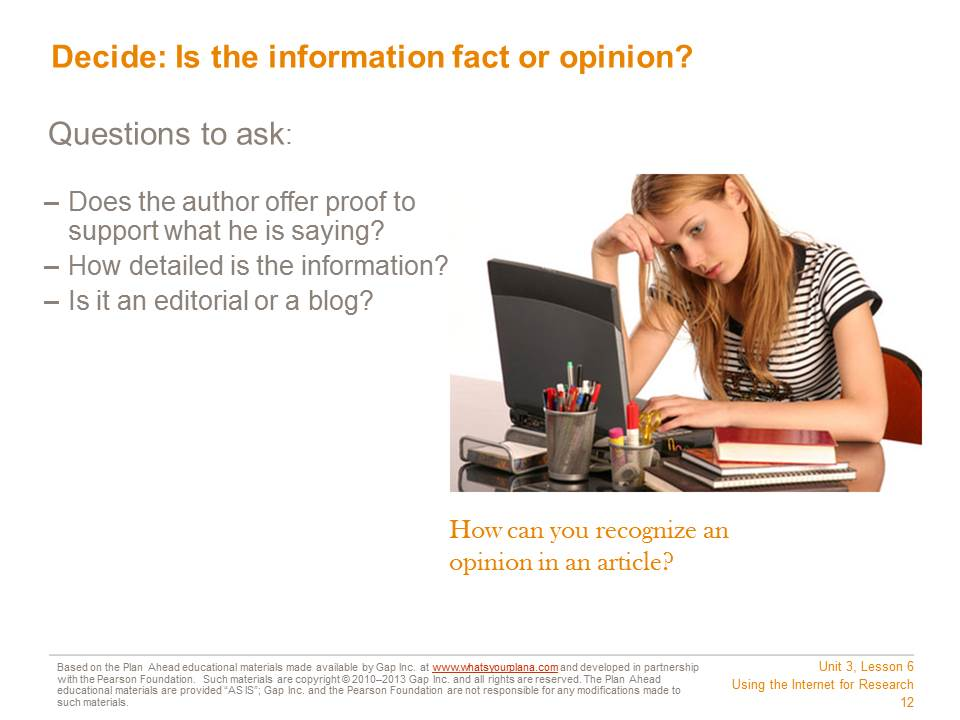 Decide: Is the information fact or opinion?
Questions to ask:
– Does the author offer proof to
support what he is saying?
– How detailed is the information?
– Is it an editorial or a blog?
How can you recognize an
opinion in an article?
Based on the Plan Ahead educational materials made available by Gap Inc. at www.whatsyourplana.com and developed in partnership
with the Pearson Foundation. Such materials are copyright © 2010–2013 Gap Inc. and all rights are reserved. The Plan Ahead
educational materials are provided “AS IS”; Gap Inc. and the Pearson Foundation are not responsible for any modifications made to
such materials.
Unit 3, Lesson 6
Using the Internet for Research
12